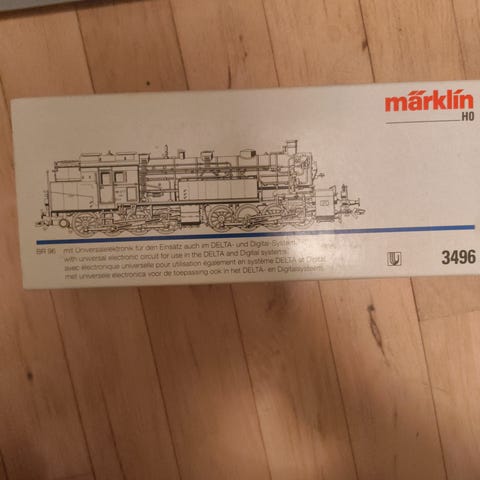 märklin
H0
BR 96 mit Universalelektronik für den Einsatz auch im DELTA- und Digital-System
with universal electronic circuit for use in the DELTA and Digital systems
avec électronique universelle pour utilisation également en système DELTA et Digital
met universele electronica voor de toepassing ook in het DELTA- en Digitalsysteem
3496